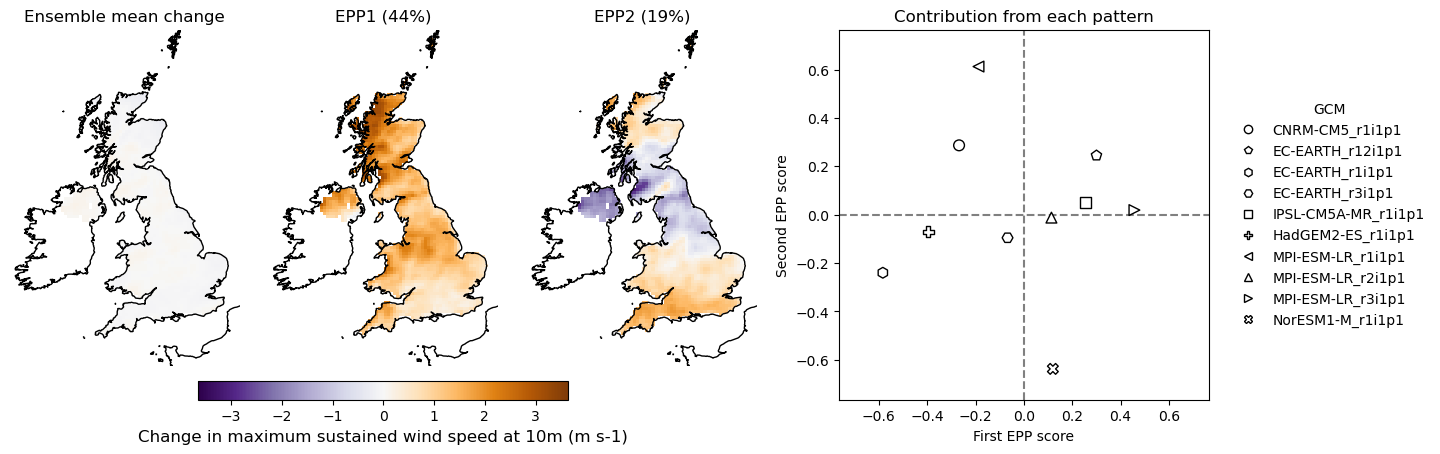 Ensemble mean change
EPP1 (44%)
EPP2 (19%)
Contribution from each pattern
−3 −2 −1 0 1 2 3
Change in maximum sustained wind speed at 10m (m s-1)
Second EPP score
0.6
0.4
0.2
0.0
−0.2
−0.4
−0.6
−0.6 −0.4 −0.2 0.0 0.2 0.4 0.6
First EPP score
GCM
CNRM-CM5_r1i1p1
EC-EARTH_r12i1p1
EC-EARTH_r1i1p1
EC-EARTH_r3i1p1
IPSL-CM5A-MR_r1i1p1
HadGEM2-ES_r1i1p1
MPI-ESM-LR_r1i1p1
MPI-ESM-LR_r2i1p1
MPI-ESM-LR_r3i1p1
NorESM1-M_r1i1p1